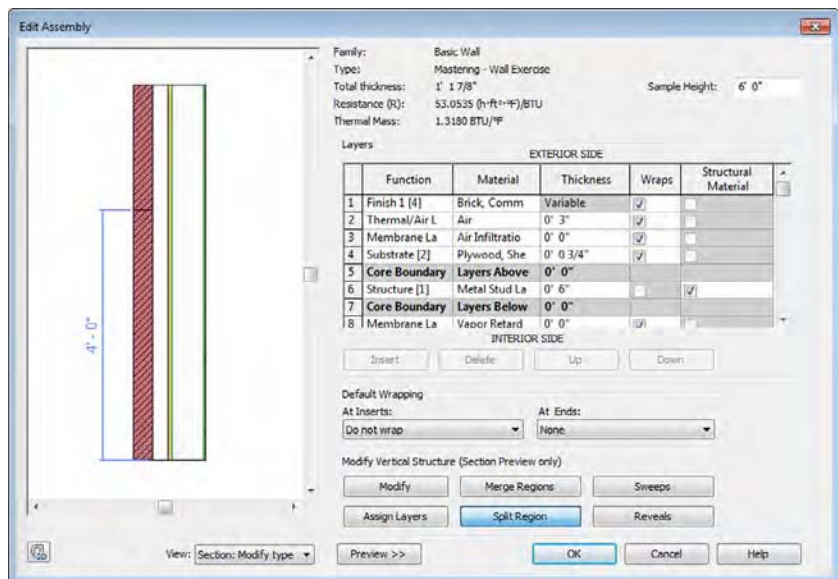 Edit Assembly
Family: Basic Wall
Type: Mastering - Wall Exercise
Total thickness: 1' 1 7/8" Sample Height: 6' 0"
Resistance (R): 53.0535 (h·ft²·°F)/BTU
Thermal Mass: 1.3180 BTU/°F
Layers
EXTERIOR SIDE
Function Material Thickness Wraps Structural Material
1 Finish 1 [4] Brick, Comm Variable
2 Thermal/Air L Air 0' 3"
3 Membrane La Air Infiltratio 0' 0"
4 Substrate [2] Plywood, She 0' 0 3/4"
5 Core Boundary Layers Above 0' 0"
6 Structure [1] Metal Stud La 0' 6"
7 Core Boundary Layers Below 0' 0"
8 Membrane La Vapor Retard 0' 0"
INTERIOR SIDE
Insert Delete Up Down
Default Wrapping
At Inserts: At Ends:
Do not wrap None
Modify Vertical Structure (Section Preview only)
Modify Merge Regions Sweeps
Assign Layers Split Region Reveals
4' - 0"
View: Section: Modify type Preview >> OK Cancel Help